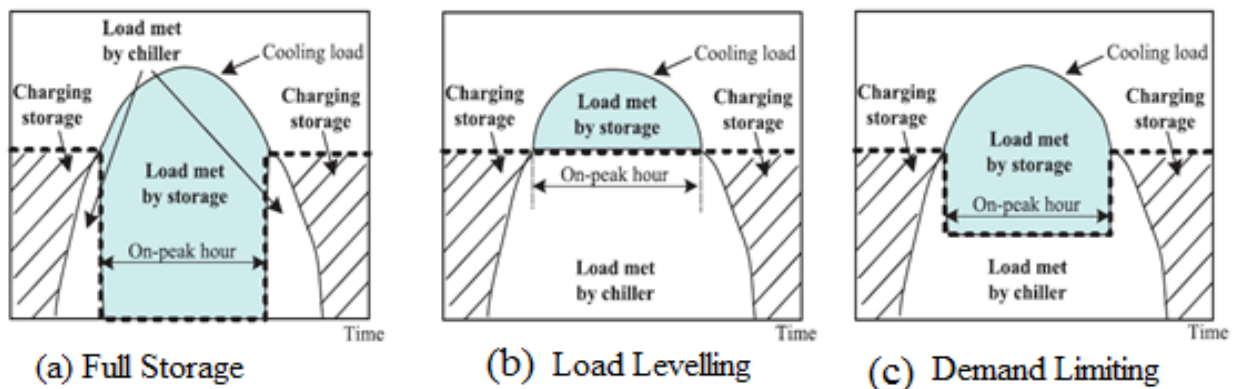 Load met
by chiller
Cooling load
Charging
storage
Charging
storage
Load met
by storage
On-peak hour
Time
(a) Full Storage
Cooling load
Charging
storage
Load met
by storage
Charging
storage
On-peak hour
Load met
by chiller
Time
(b) Load Levelling
Cooling load
Charging
storage
Charging
storage
Load met
by storage
On-peak hour
Load met
by chiller
Time
(c) Demand Limiting